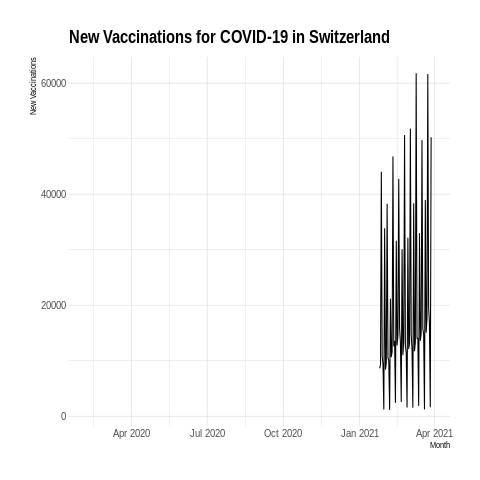 New Vaccinations for COVID-19 in Switzerland
New Vaccinations
60000
40000
20000
0
Apr 2020
Jul 2020
Oct 2020
Jan 2021
Apr 2021
Month